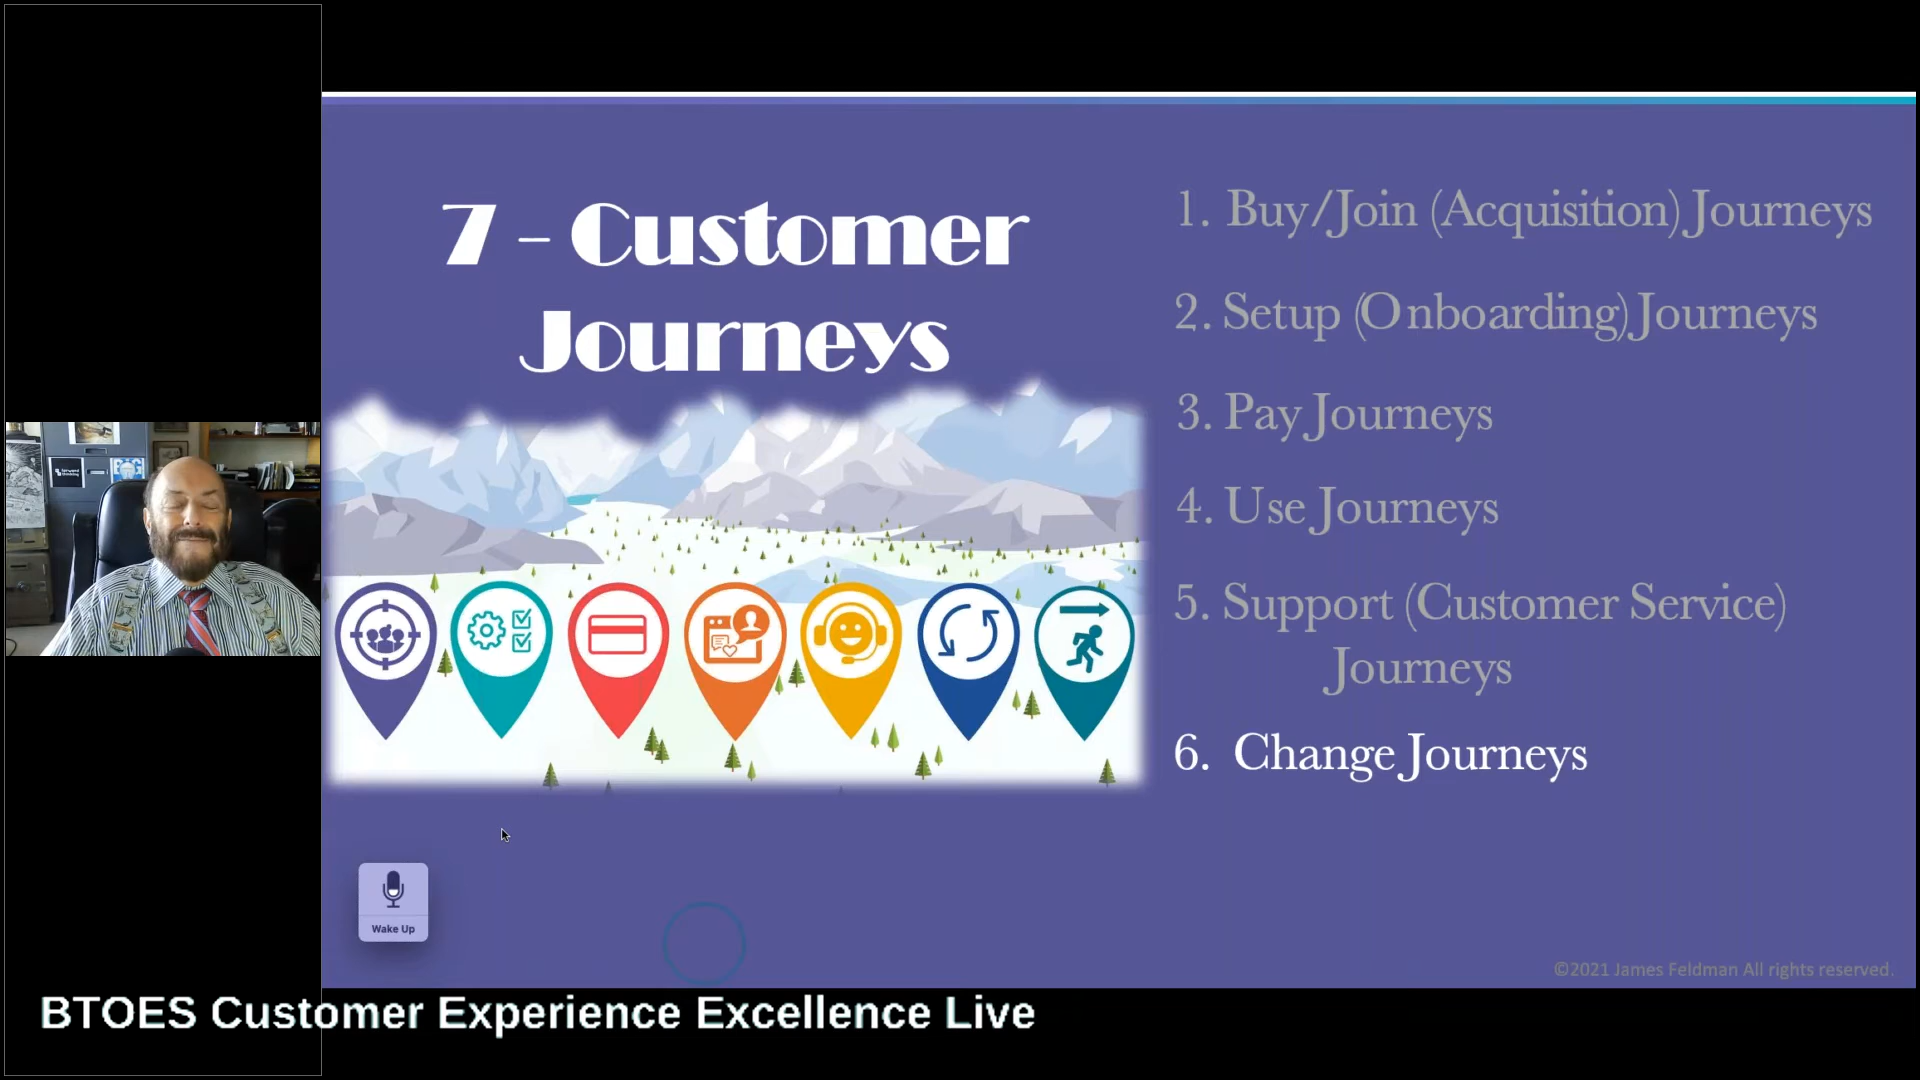 7 – Customer
Journeys
1. Buy/Join (Acquisition) Journeys
2. Setup (Onboarding) Journeys
3. Pay Journeys
4. Use Journeys
5. Support (Customer Service)
Journeys
6. Change Journeys
Wake Up
©2021 James Feldman All rights reserved.
BTOES Customer Experience Excellence Live